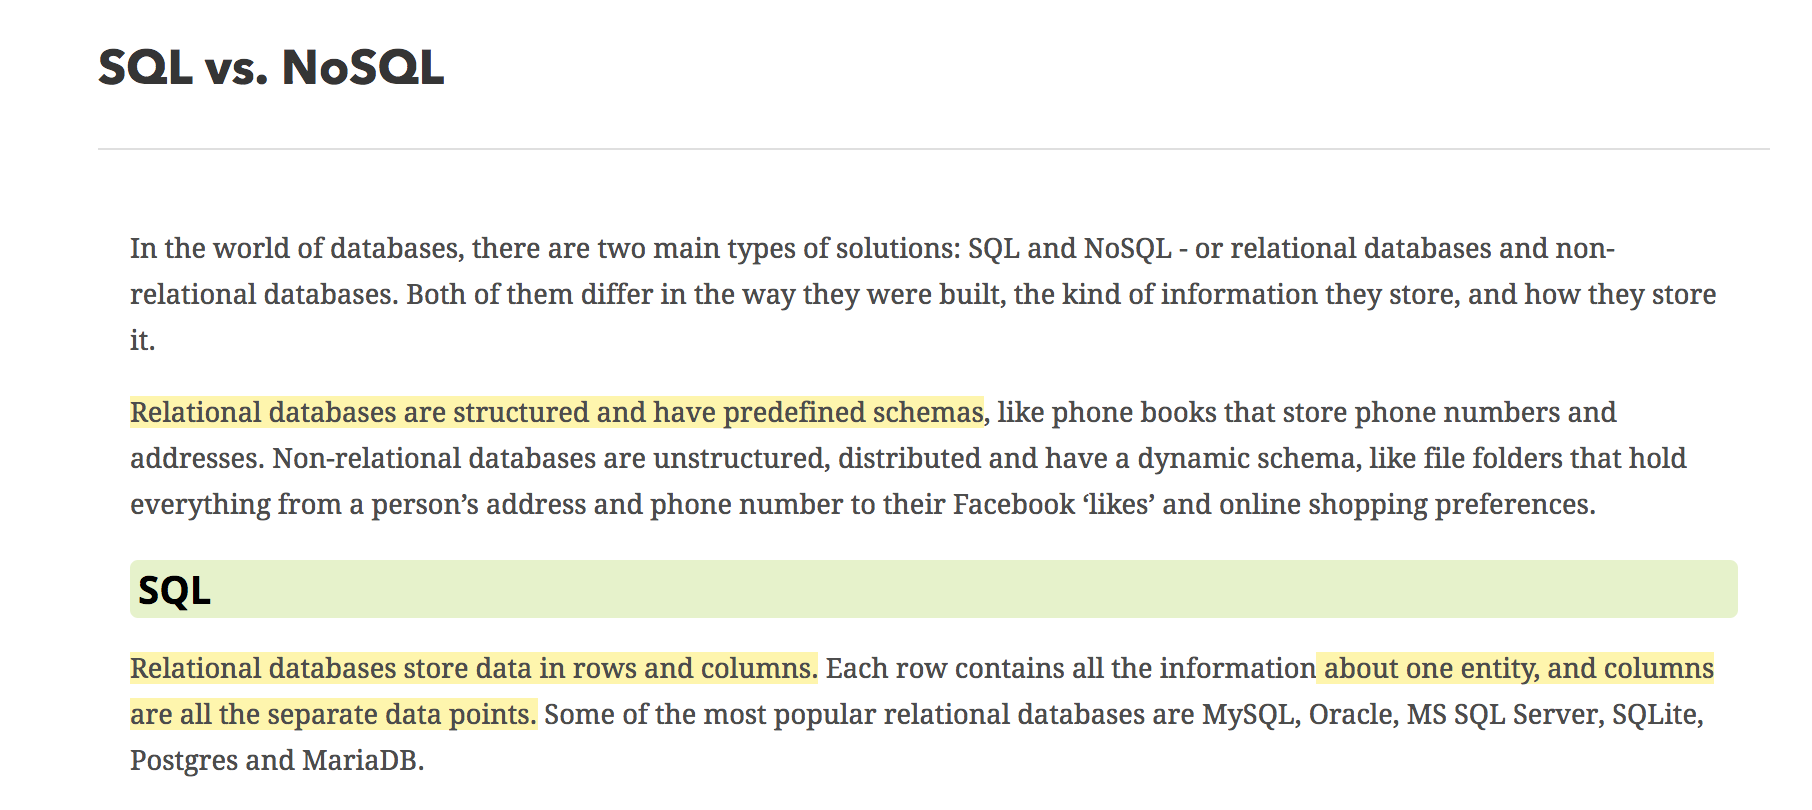 SQL vs. NoSQL
In the world of databases, there are two main types of solutions: SQL and NoSQL - or relational databases and non-
relational databases. Both of them differ in the way they were built, the kind of information they store, and how they store
it.
Relational databases are structured and have predefined schemas, like phone books that store phone numbers and
addresses. Non-relational databases are unstructured, distributed and have a dynamic schema, like file folders that hold
everything from a person’s address and phone number to their Facebook ‘likes’ and online shopping preferences.
SQL
Relational databases store data in rows and columns. Each row contains all the information about one entity, and columns
are all the separate data points. Some of the most popular relational databases are MySQL, Oracle, MS SQL Server, SQLite,
Postgres and MariaDB.